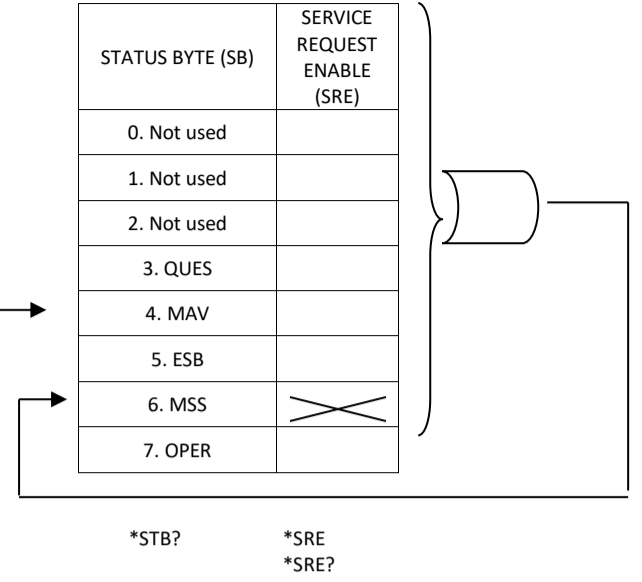 STATUS BYTE (SB)
SERVICE
REQUEST
ENABLE
(SRE)
0. Not used
1. Not used
2. Not used
3. QUES
4. MAV
5. ESB
6. MSS
7. OPER
*STB?
*SRE
*SRE?